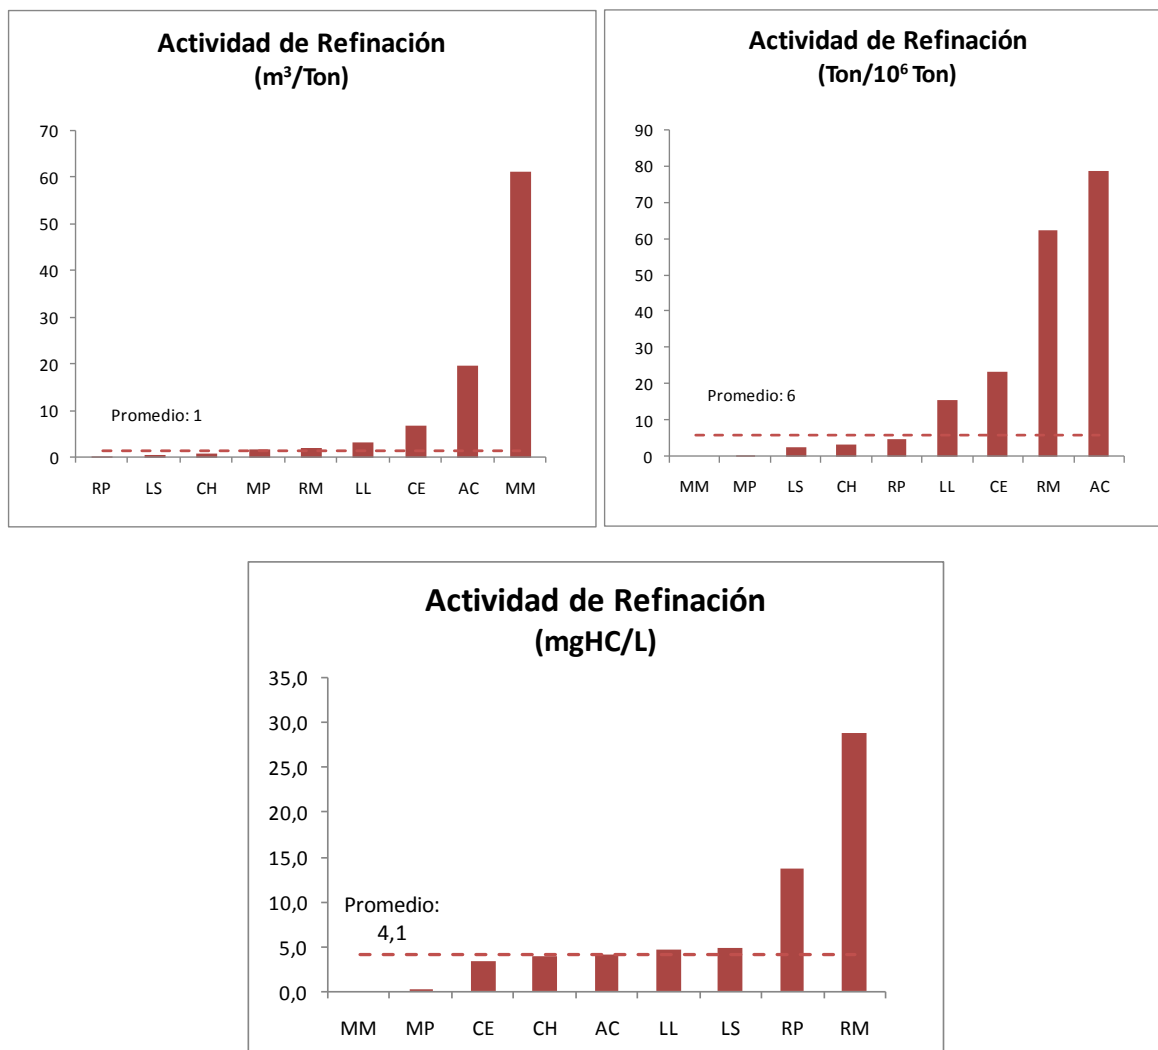 Actividad de Refinación
(m³/Ton)
70
60
50
40
30
20
10
0
Promedio: 1
RP LS CH MP RM LL CE AC MM
Actividad de Refinación
(Ton/10⁶ Ton)
90
80
70
60
50
40
30
20
10
0
Promedio: 6
MM MP LS CH RP LL CE RM AC
Actividad de Refinación
(mgHC/L)
35,0
30,0
25,0
20,0
15,0
10,0
5,0
0,0
Promedio:
4,1
MM MP CE CH AC LL LS RP RM